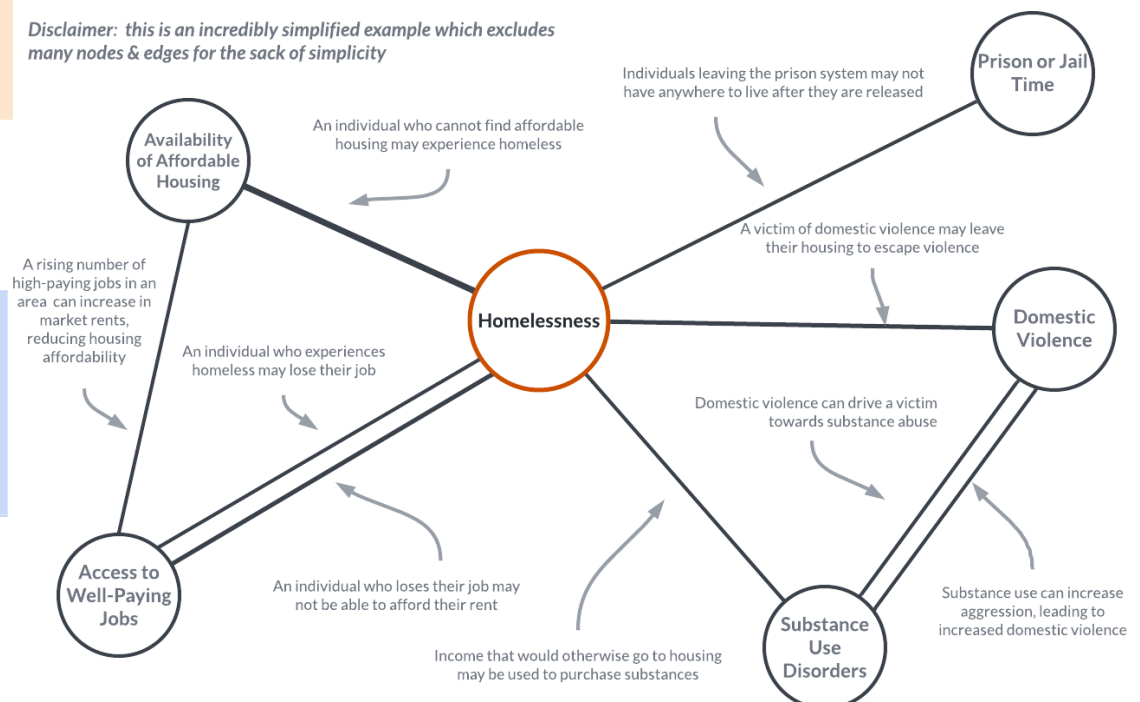 Disclaimer: this is an incredibly simplified example which excludes
many nodes & edges for the sack of simplicity
Individuals leaving the prison system may not
have anywhere to live after they are released
Prison or Jail
Time
An individual who cannot find affordable
housing may experience homeless
Availability
of Affordable
Housing
A victim of domestic violence may leave
their housing to escape violence
A rising number of
high-paying jobs in an
area can increase in
market rents,
reducing housing
affordability
Homelessness
Domestic
Violence
An individual who experiences
homeless may lose their job
Domestic violence can drive a victim
towards substance abuse
Access to
Well-Paying
Jobs
An individual who loses their job may
not be able to afford their rent
Substance use can increase
aggression, leading to
increased domestic violence
Substance
Use
Disorders
Income that would otherwise go to housing
may be used to purchase substances